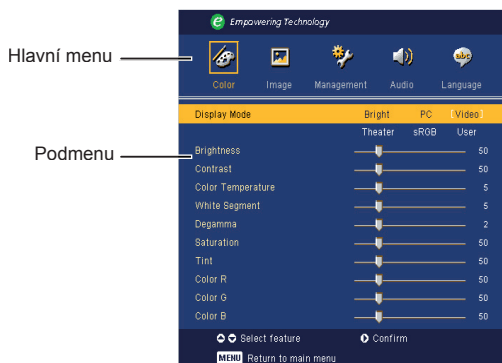 Empowering Technology
Hlavní menu
Color Image Management Audio Language
Display Mode Bright PC [Video]
Theater sRGB User
Podmenu
Brightness 50
Contrast 50
Color Temperature 5
White Segment 5
Degamma 2
Saturation 50
Tint 50
Color R 50
Color G 50
Color B 50
Select feature Confirm
MENU Return to main menu